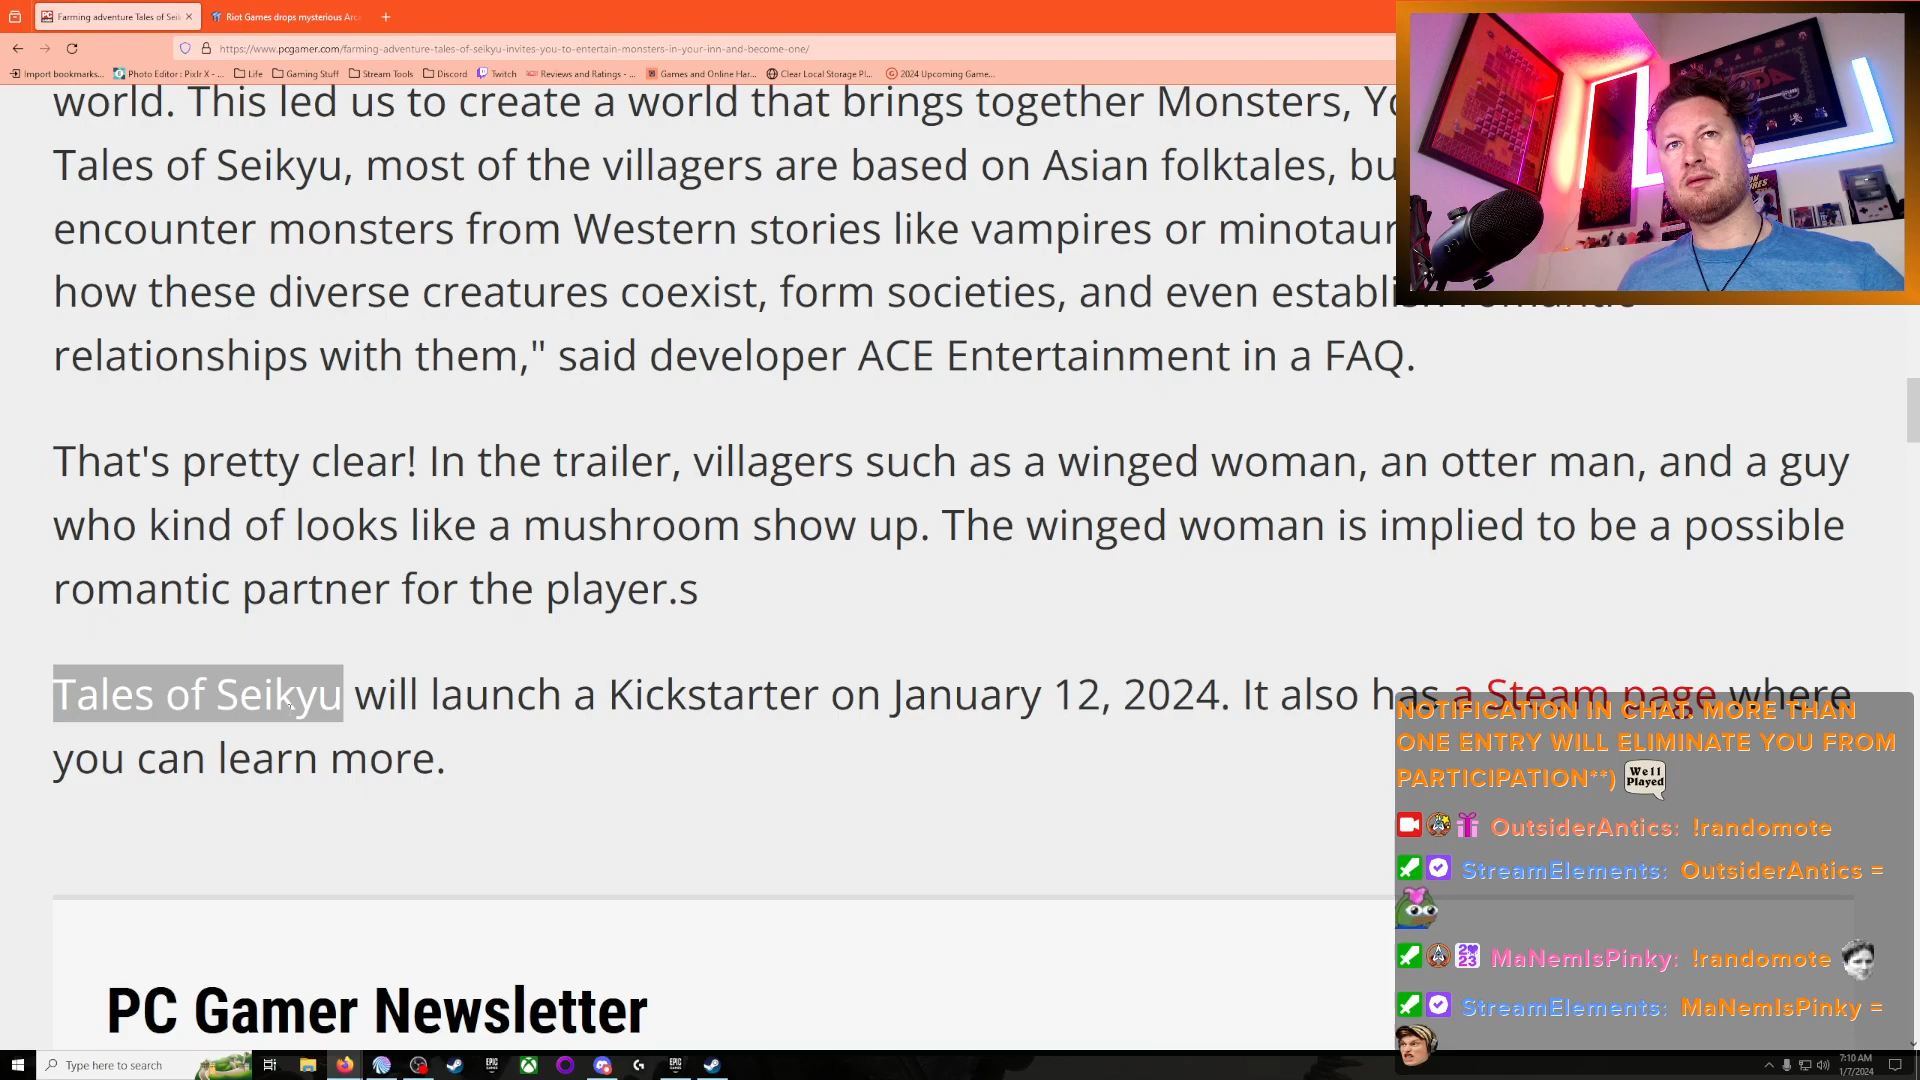 Farming adventure Tales of Seik
Riot Games drops mysterious Arca
https://www.pcgamer.com/farming-adventure-tales-of-seikyu-invites-you-to-entertain-monsters-in-your-inn-and-become-one/
Import bookmarks...
Photo Editor : Pixlr X - ...
Life
Gaming Stuff
Stream Tools
Discord
Twitch
Reviews and Ratings - ...
Games and Online Har...
Clear Local Storage Pl...
2024 Upcoming Game...
world. This led us to create a world that brings together Monsters, Yo
Tales of Seikyu, most of the villagers are based on Asian folktales, bu
encounter monsters from Western stories like vampires or minotaur
how these diverse creatures coexist, form societies, and even establish romantic
relationships with them," said developer ACE Entertainment in a FAQ.
That's pretty clear! In the trailer, villagers such as a winged woman, an otter man, and a guy
who kind of looks like a mushroom show up. The winged woman is implied to be a possible
romantic partner for the player.s
Tales of Seikyu will launch a Kickstarter on January 12, 2024. It also has a Steam page where
you can learn more.
PC Gamer Newsletter
NOTIFICATION IN CHAT. MORE THAN
ONE ENTRY WILL ELIMINATE YOU FROM
PARTICIPATION**)
Well Played
OutsiderAntics: !randomote
StreamElements: OutsiderAntics =
MaNemIsPinky: !randomote
StreamElements: MaNemIsPinky =
Type here to search
7:10 AM
1/7/2024